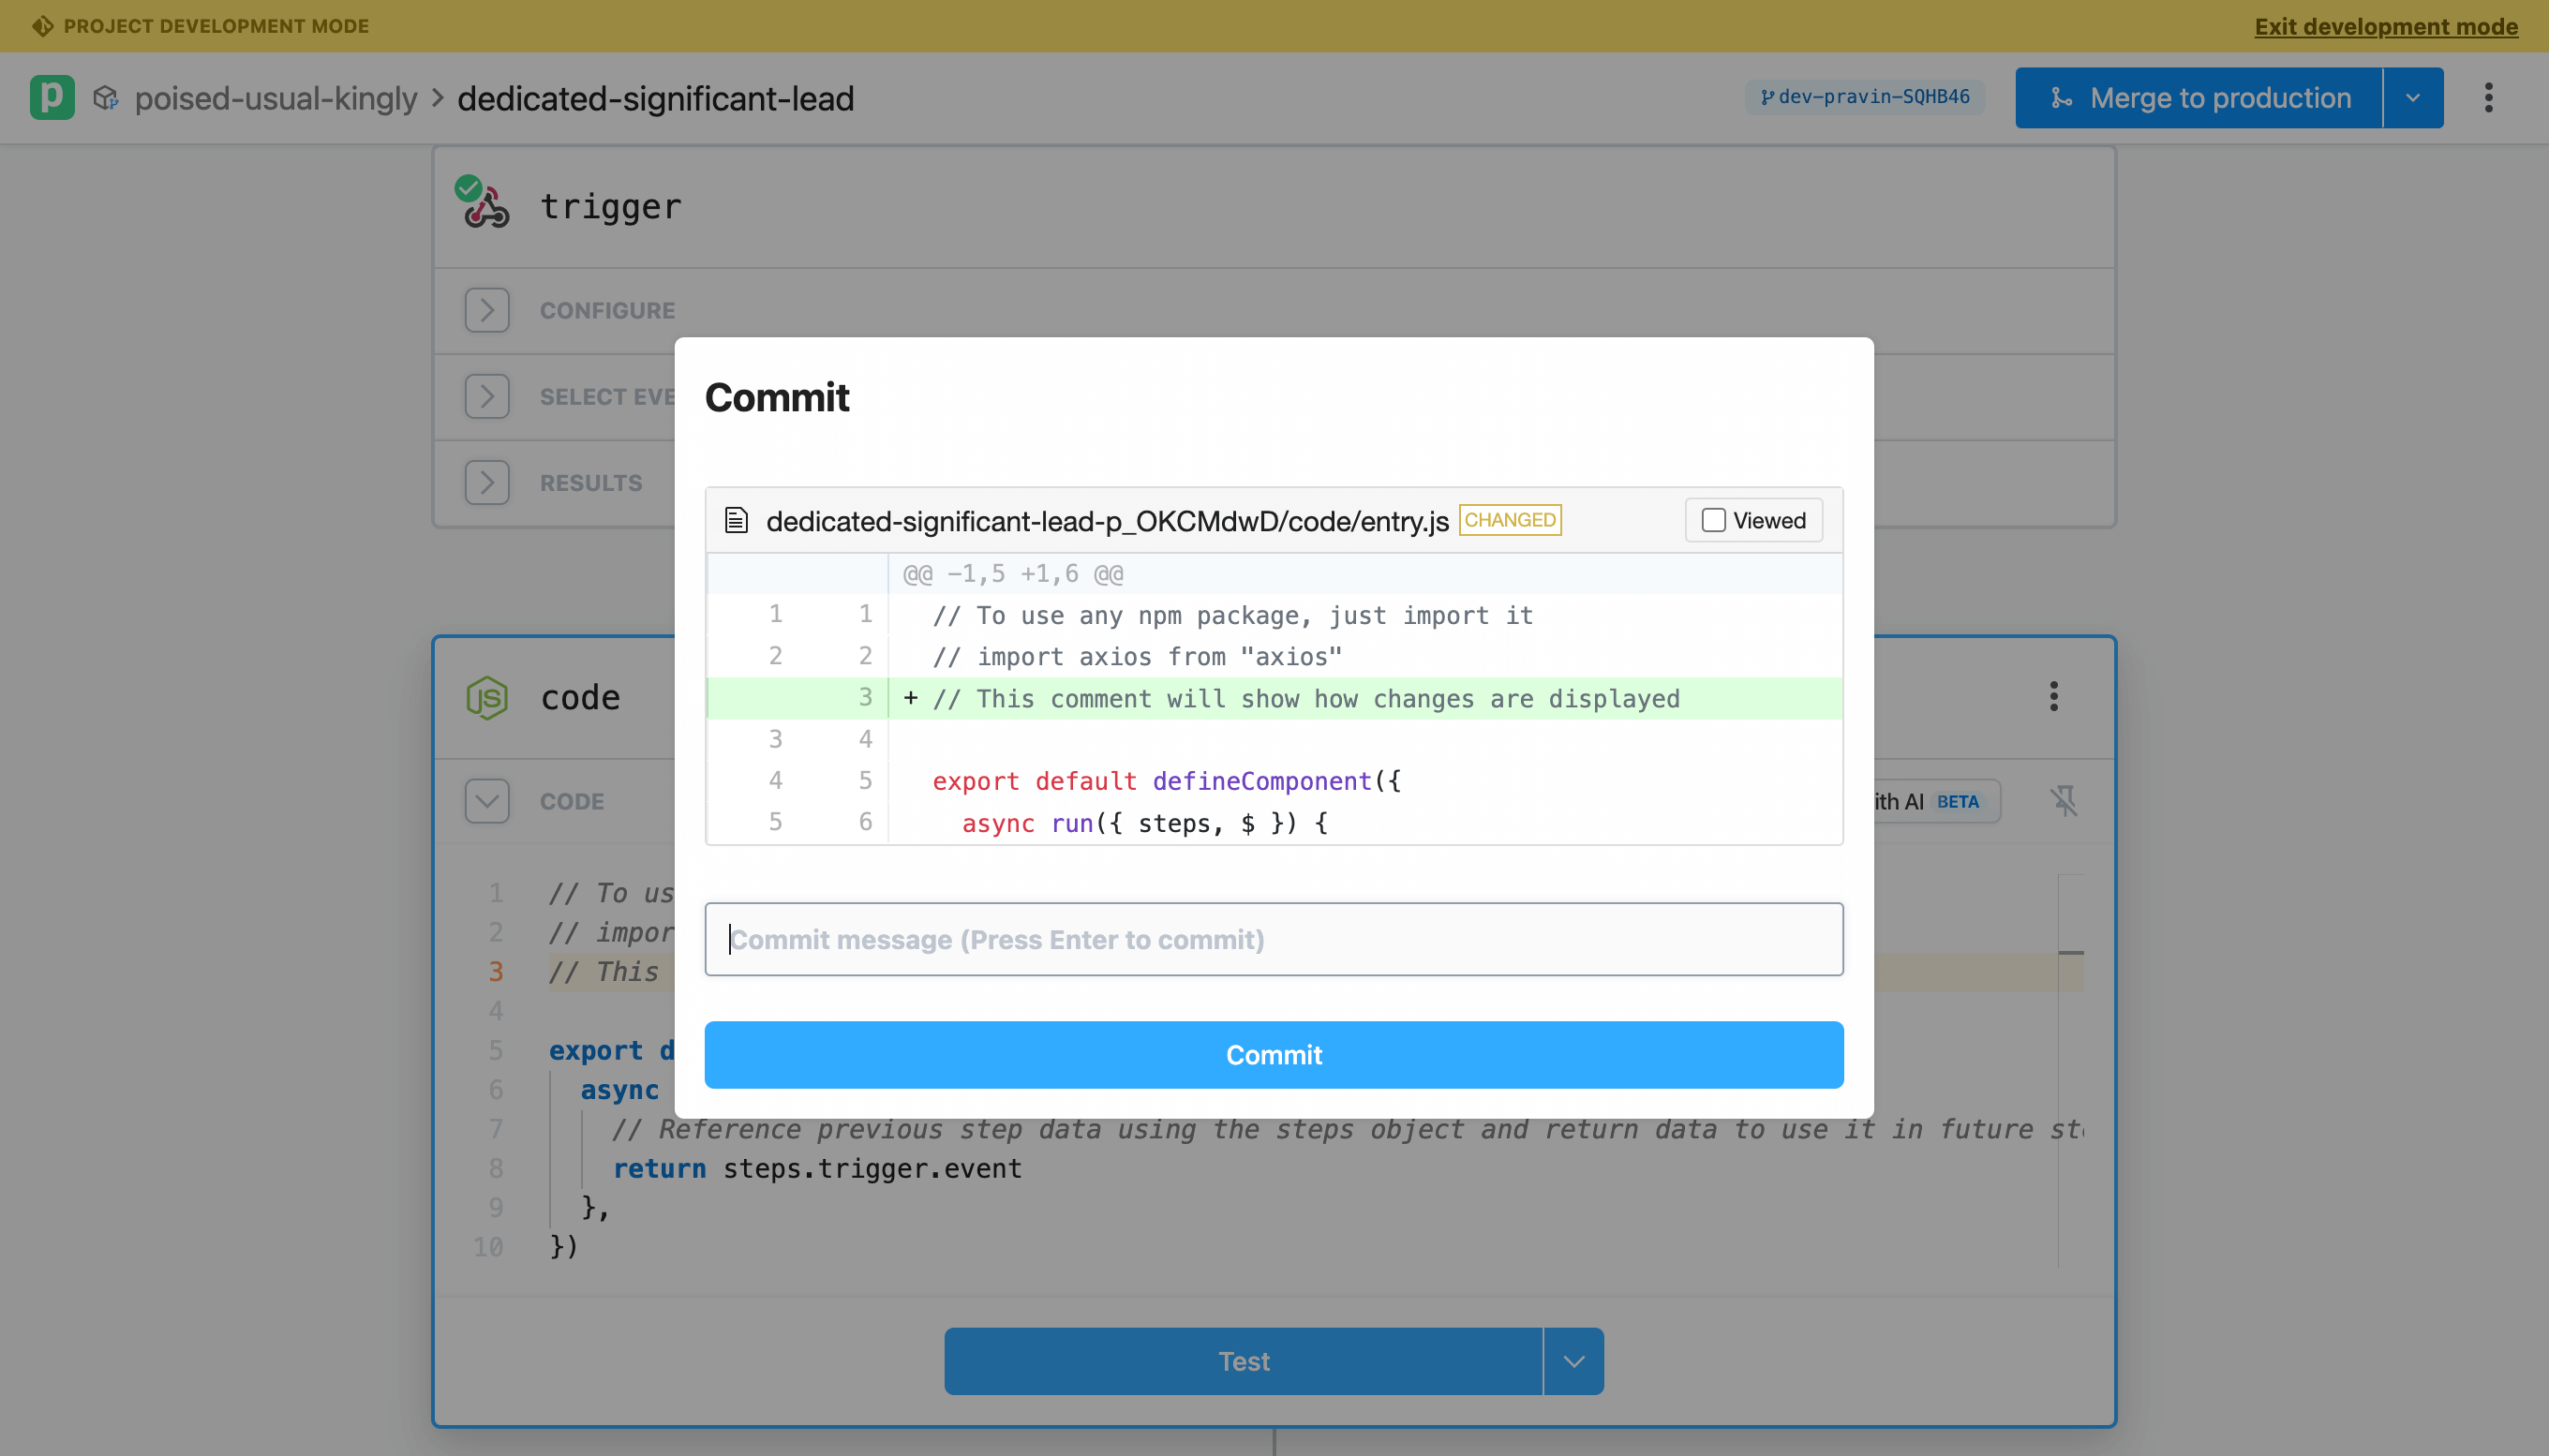 PROJECT DEVELOPMENT MODE
Exit development mode
p poised-usual-kingly > dedicated-significant-lead
dev-pravin-SQHB46
Merge to production
trigger
CONFIGURE
SELECT EVE
RESULTS
Commit
dedicated-significant-lead-p_OKCMdwD/code/entry.js CHANGED
Viewed
@@ -1,5 +1,6 @@
1 1 // To use any npm package, just import it
2 2 // import axios from "axios"
3 + // This comment will show how changes are displayed
3 4
4 5 export default defineComponent({
5 6 async run({ steps, $ }) {
Commit message (Press Enter to commit)
Commit
JS code
CODE
ith AI BETA
1 // To us
2 // impor
3 // This
4
5 export d
6 async
7 // Reference previous step data using the steps object and return data to use it in future st
8 return steps.trigger.event
9 },
10 })
Test